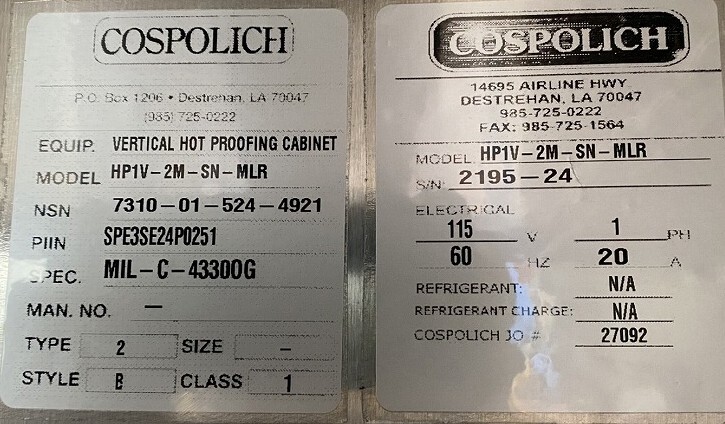 COSPOLICH
P.O. Box 1206 • Destrehan, LA 70047
(985) 725-0222
EQUIP. VERTICAL HOT PROOFING CABINET
MODEL HP1V-2M-SN-MLR
NSN 7310-01-524-4921
PIIN SPE3SE24P0251
SPEC. MIL-C-43300G
MAN. NO. —
TYPE 2 SIZE –
STYLE B CLASS 1
COSPOLICH
14695 AIRLINE HWY
DESTREHAN, LA 70047
985-725-0222
FAX: 985-725-1564
MODEL HP1V-2M-SN-MLR
S/N: 2195-24
ELECTRICAL
115 V 1 PH
60 HZ 20 A
REFRIGERANT: N/A
REFRIGERANT CHARGE: N/A
COSPOLICH JO # 27092